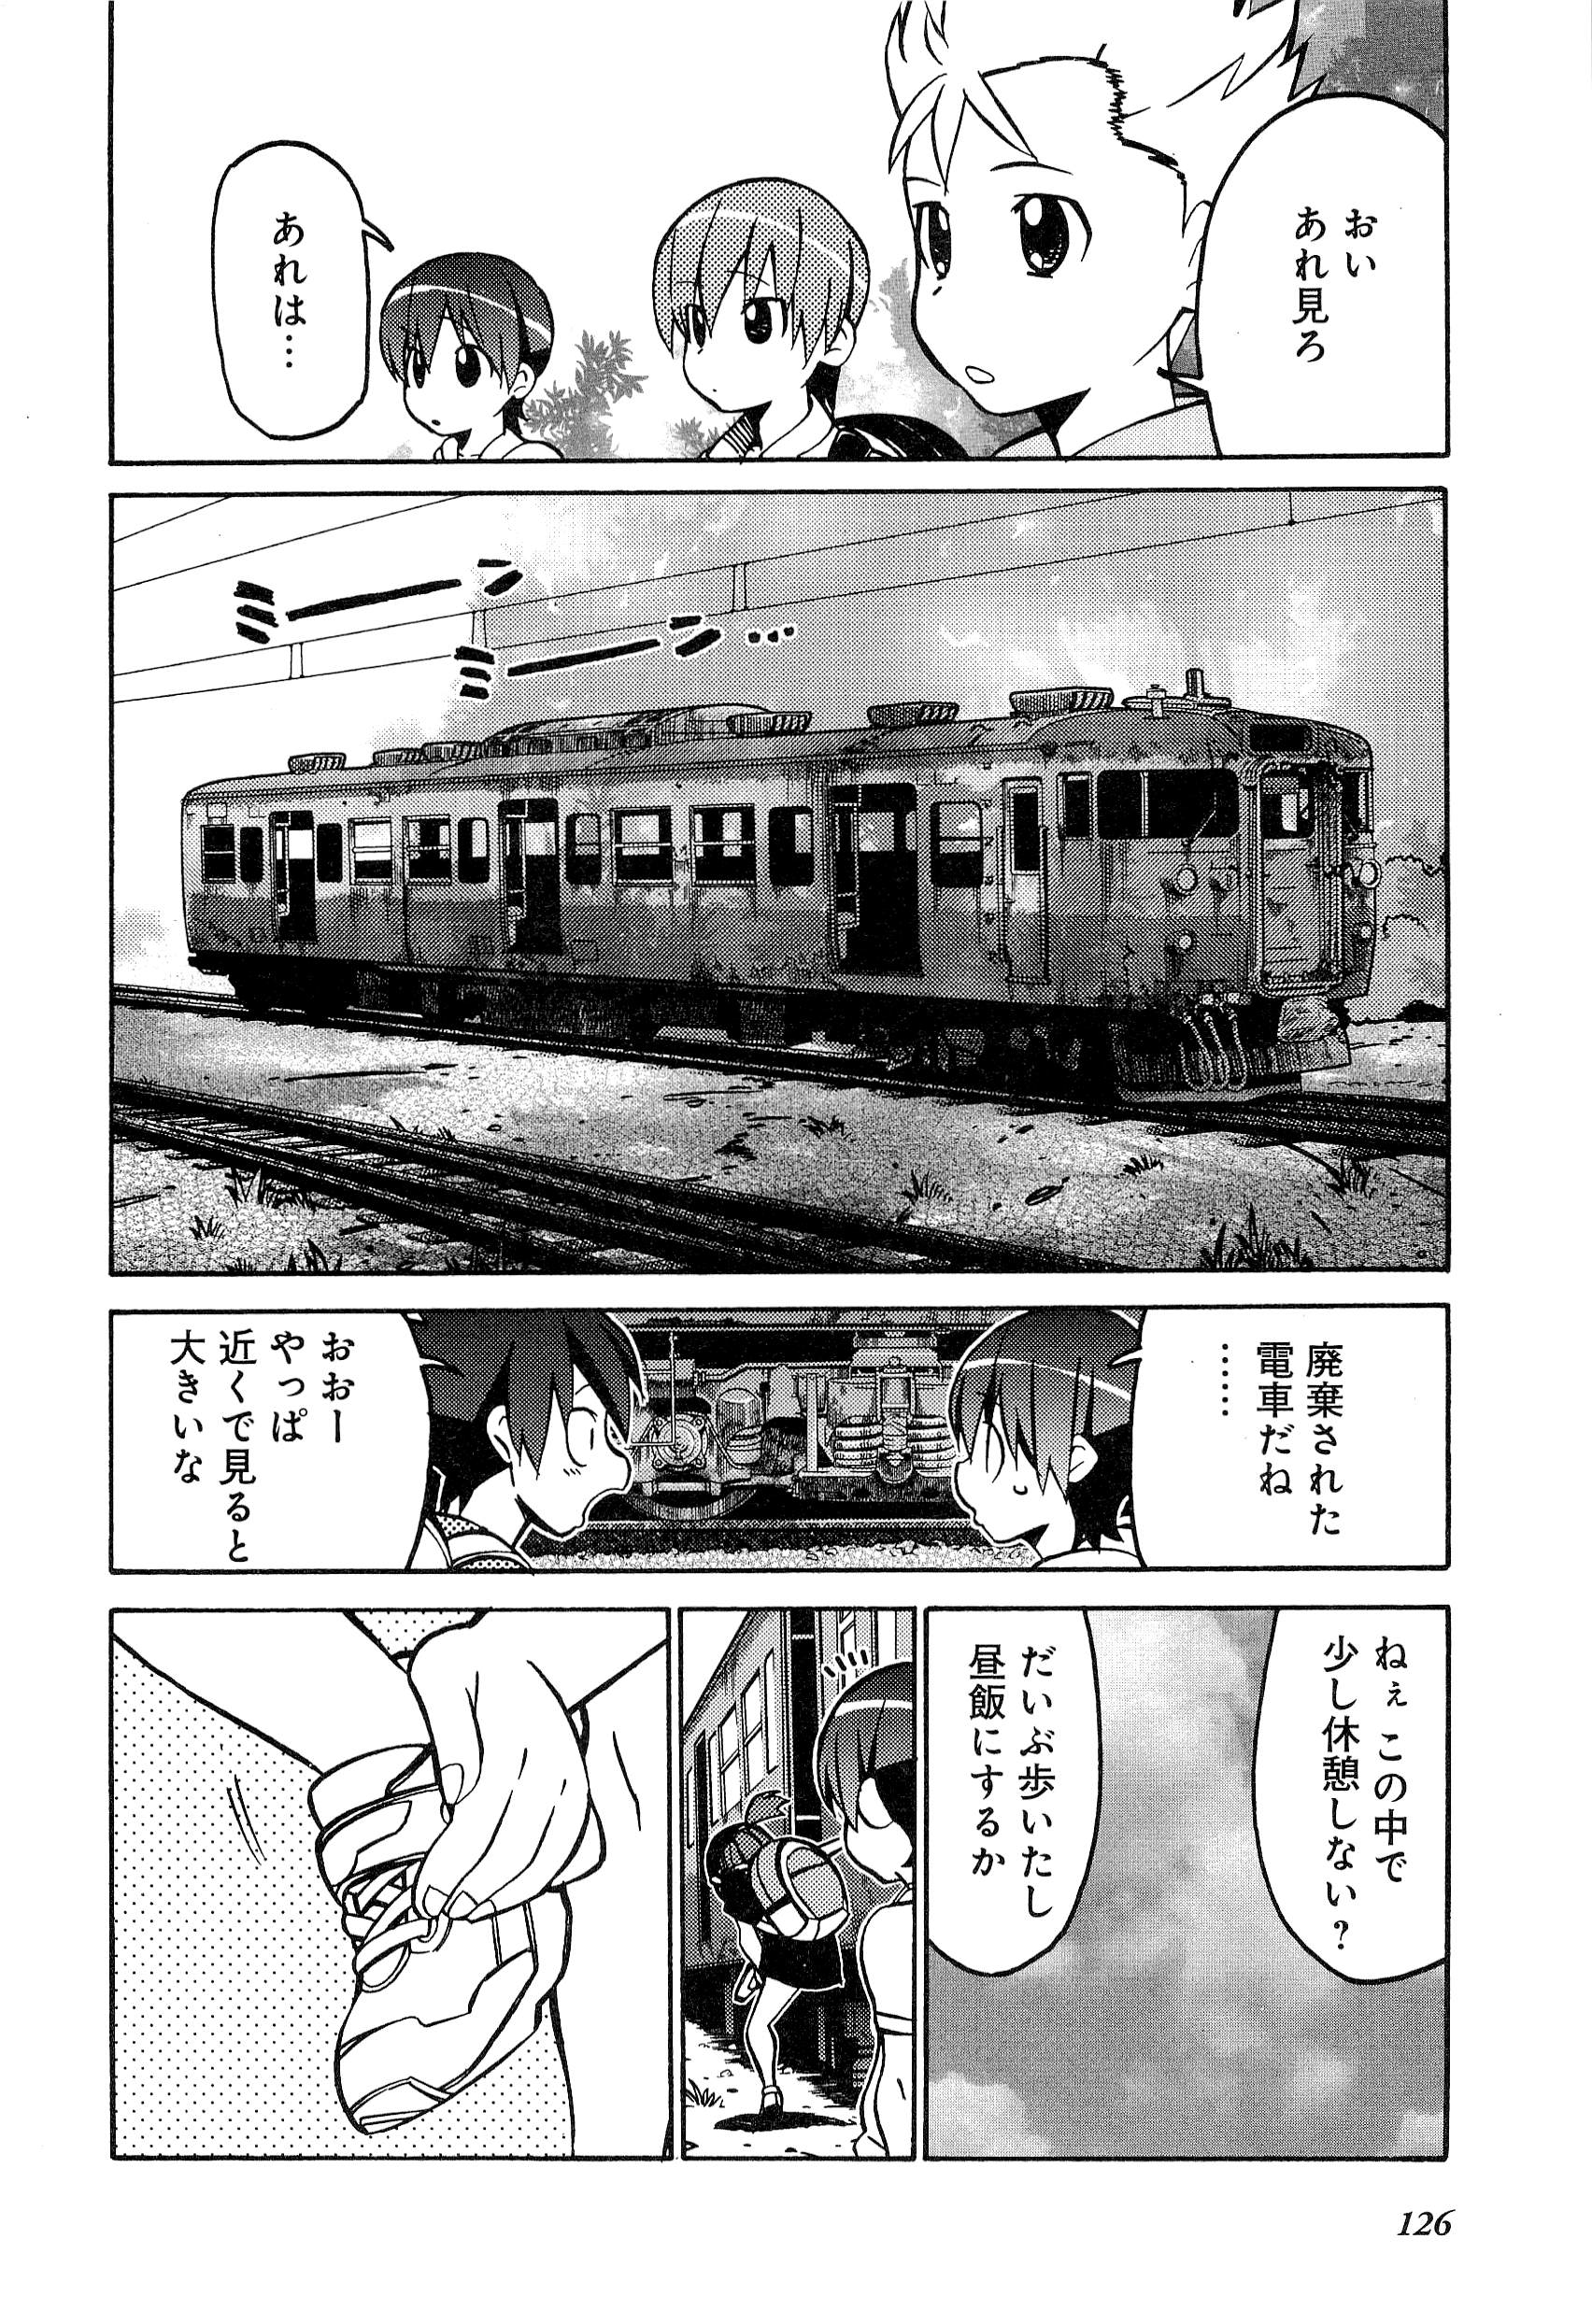 おい
あれ見ろ
あれは…
ミーン
ミーン…
廃棄された
電車だね
……
おおー
やっぱ
近くで見ると
大きいな
ねぇ この中で
少し休憩しない？
だいぶ歩いたし
昼飯にするか
126